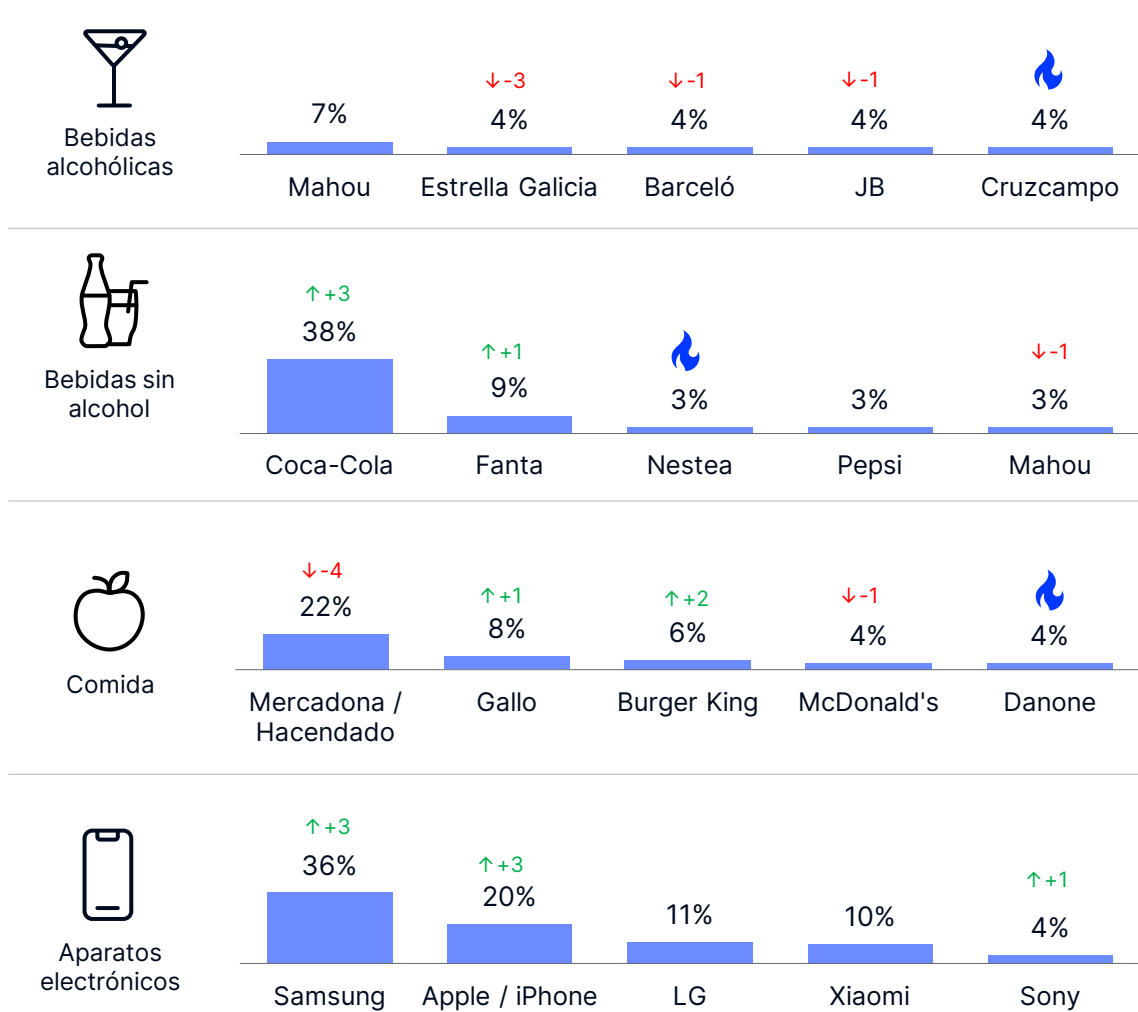 Bebidas
alcohólicas
↓-3
↓-1
↓-1
7%
4%
4%
4%
4%
Mahou
Estrella Galicia
Barceló
JB
Cruzcampo
Bebidas sin
alcohol
↑+3
↑+1
↓-1
38%
9%
3%
3%
3%
Coca-Cola
Fanta
Nestea
Pepsi
Mahou
Comida
↓-4
↑+1
↑+2
↓-1
22%
8%
6%
4%
4%
Mercadona /
Hacendado
Gallo
Burger King
McDonald's
Danone
Aparatos
electrónicos
↑+3
↑+3
↑+1
36%
20%
11%
10%
4%
Samsung
Apple / iPhone
LG
Xiaomi
Sony